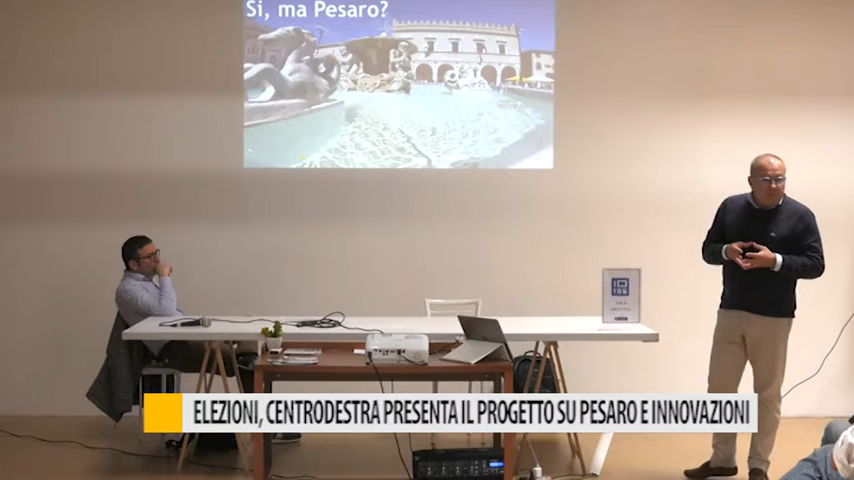 Si, ma Pesaro?
ELEZIONI, CENTRODESTRA PRESENTA IL PROGETTO SU PESARO E INNOVAZIONI